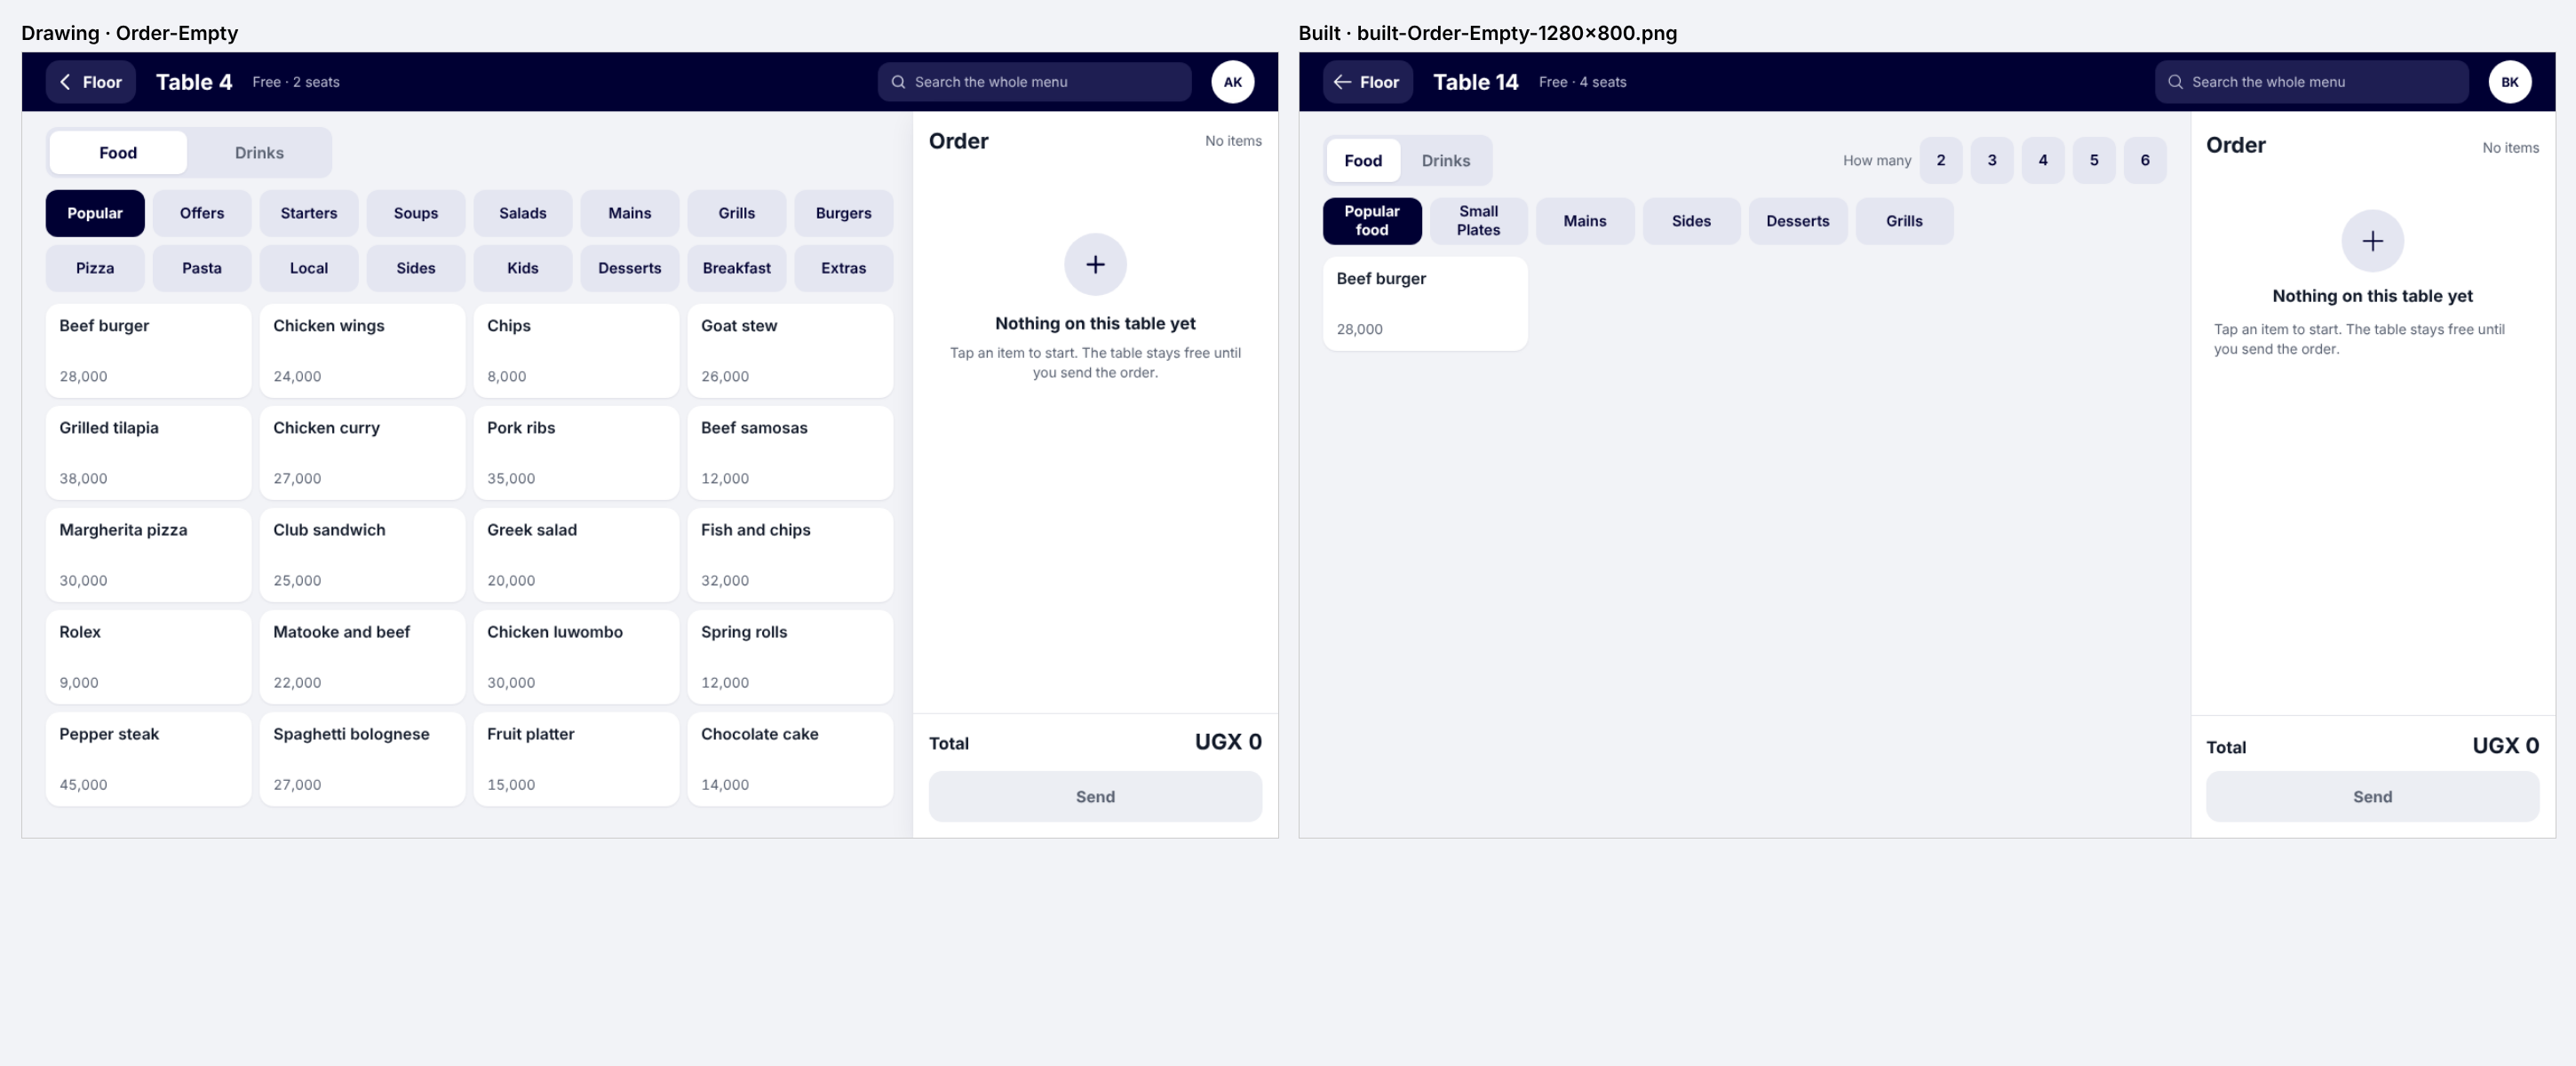 Drawing · Order-Empty
Floor
Table 4
Free · 2 seats
Search the whole menu
AK
Food
Drinks
Popular
Offers
Starters
Soups
Salads
Mains
Grills
Burgers
Pizza
Pasta
Local
Sides
Kids
Desserts
Breakfast
Extras
Beef burger
28,000
Chicken wings
24,000
Chips
8,000
Goat stew
26,000
Grilled tilapia
38,000
Chicken curry
27,000
Pork ribs
35,000
Beef samosas
12,000
Margherita pizza
30,000
Club sandwich
25,000
Greek salad
20,000
Fish and chips
32,000
Rolex
9,000
Matooke and beef
22,000
Chicken luwombo
30,000
Spring rolls
12,000
Pepper steak
45,000
Spaghetti bolognese
27,000
Fruit platter
15,000
Chocolate cake
14,000
Order
No items
Nothing on this table yet
Tap an item to start. The table stays free until
you send the order.
Total
UGX 0
Send
Built · built-Order-Empty-1280×800.png
Floor
Table 14
Free · 4 seats
Search the whole menu
BK
Food
Drinks
How many
2
3
4
5
6
Popular
food
Small
Plates
Mains
Sides
Desserts
Grills
Beef burger
28,000
Order
No items
Nothing on this table yet
Tap an item to start. The table stays free until
you send the order.
Total
UGX 0
Send